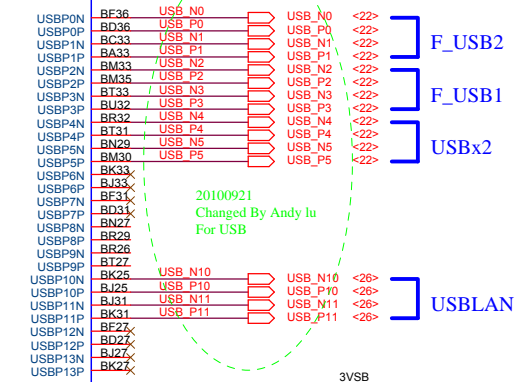 USBP0N BF36 USB_N0 USB_N0 <22>
USBP0P BD36 USB_P0 USB_P0 <22>
USBP1N BC33 USB_N1 USB_N1 <22>
USBP1P BA33 USB_P1 USB_P1 <22>
F_USB2
USBP2N BM33 USB_N2 USB_N2 <22>
USBP2P BM35 USB_P2 USB_P2 <22>
USBP3N BT33 USB_N3 USB_N3 <22>
USBP3P BU32 USB_P3 USB_P3 <22>
F_USB1
USBP4N BR32 USB_N4 USB_N4 <22>
USBP4P BT31 USB_P4 USB_P4 <22>
USBP5N BN29 USB_N5 USB_N5 <22>
USBP5P BM30 USB_P5 USB_P5 <22>
USBx2
USBP6N BK33
USBP6P BJ33
USBP7N BF31
USBP7P BD31
USBP8N BN27
USBP8P BR29
USBP9N BR26
USBP9P BT27
20100921
Changed By Andy lu
For USB
USBP10N BK25 USB_N10 USB_N10 <26>
USBP10P BJ25 USB_P10 USB_P10 <26>
USBP11N BJ31 USB_N11 USB_N11 <26>
USBP11P BK31 USB_P11 USB_P11 <26>
USBLAN
USBP12N BF27
USBP12P BD27
USBP13N BJ27
USBP13P BK27
3VSB